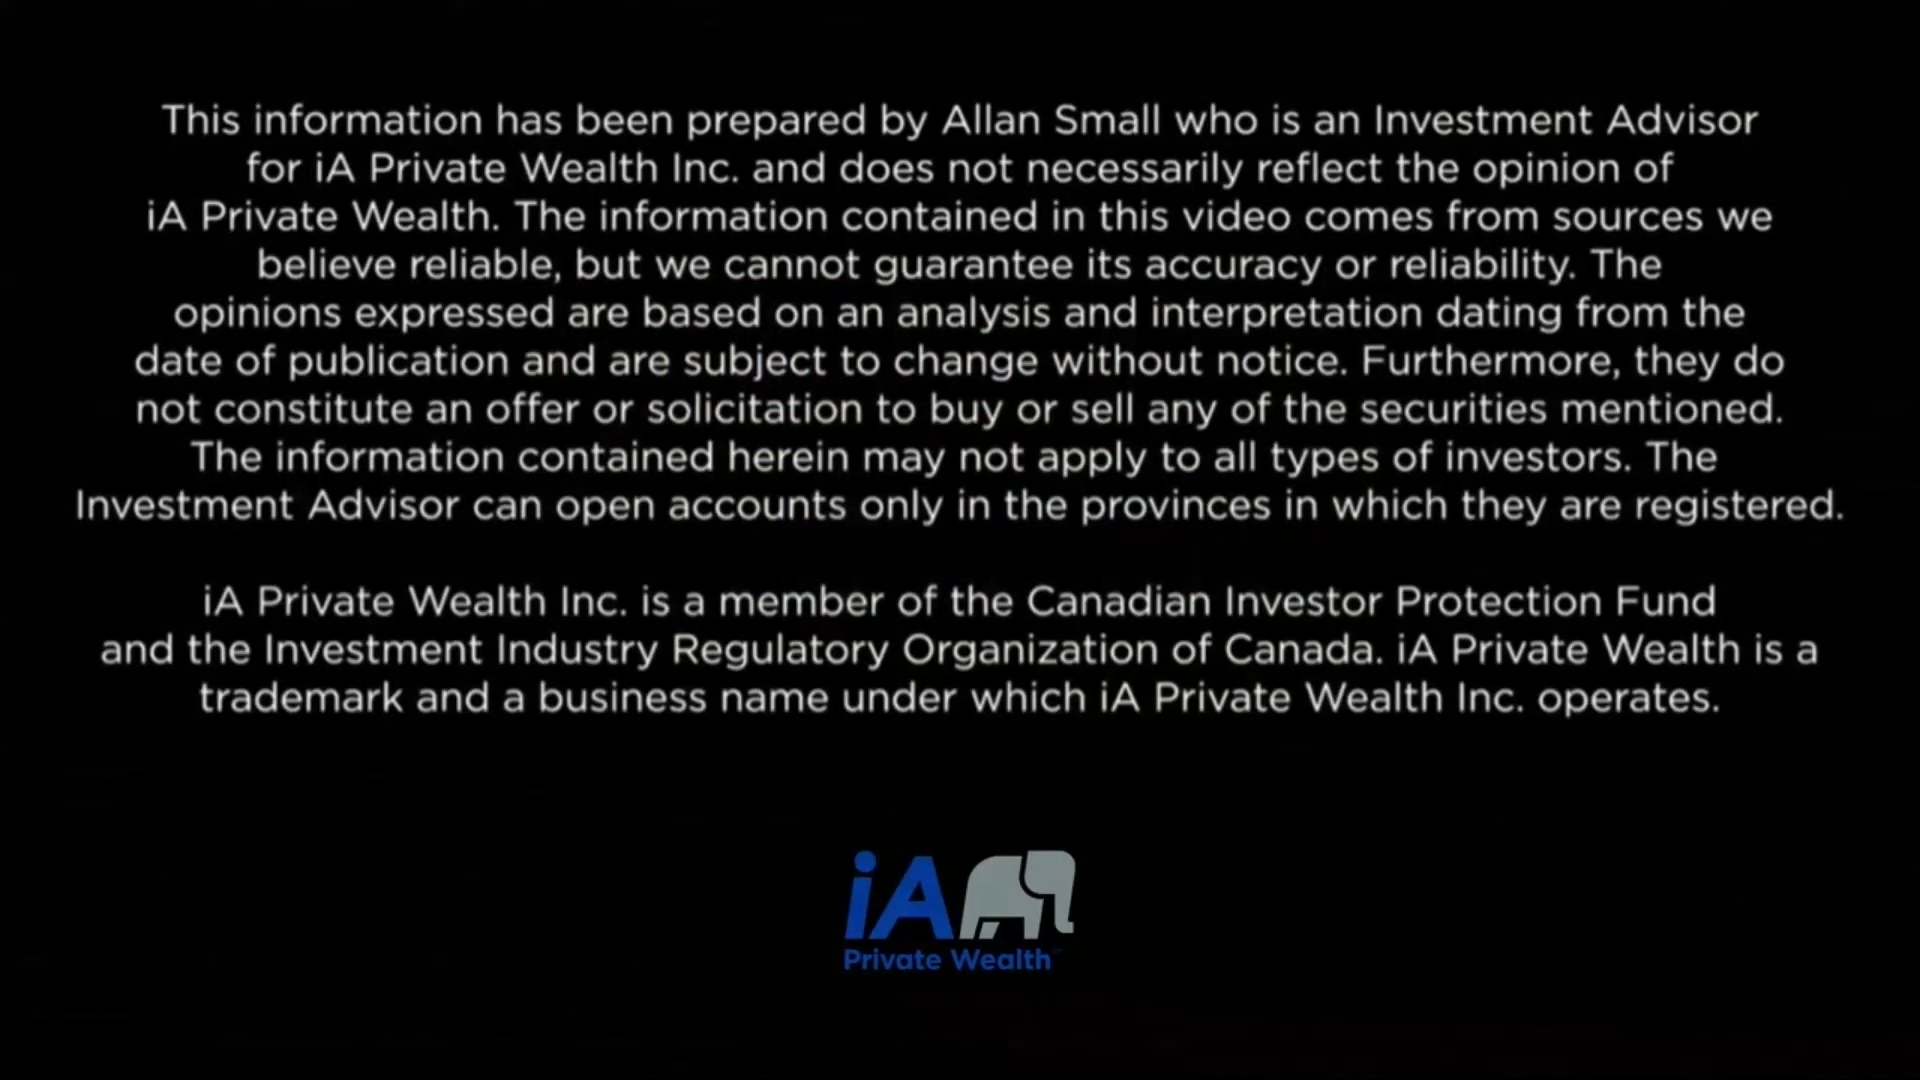 This information has been prepared by Allan Small who is an Investment Advisor
for iA Private Wealth Inc. and does not necessarily reflect the opinion of
iA Private Wealth. The information contained in this video comes from sources we
believe reliable, but we cannot guarantee its accuracy or reliability. The
opinions expressed are based on an analysis and interpretation dating from the
date of publication and are subject to change without notice. Furthermore, they do
not constitute an offer or solicitation to buy or sell any of the securities mentioned.
The information contained herein may not apply to all types of investors. The
Investment Advisor can open accounts only in the provinces in which they are registered.
iA Private Wealth Inc. is a member of the Canadian Investor Protection Fund
and the Investment Industry Regulatory Organization of Canada. iA Private Wealth is a
trademark and a business name under which iA Private Wealth Inc. operates.
iA
Private Wealth